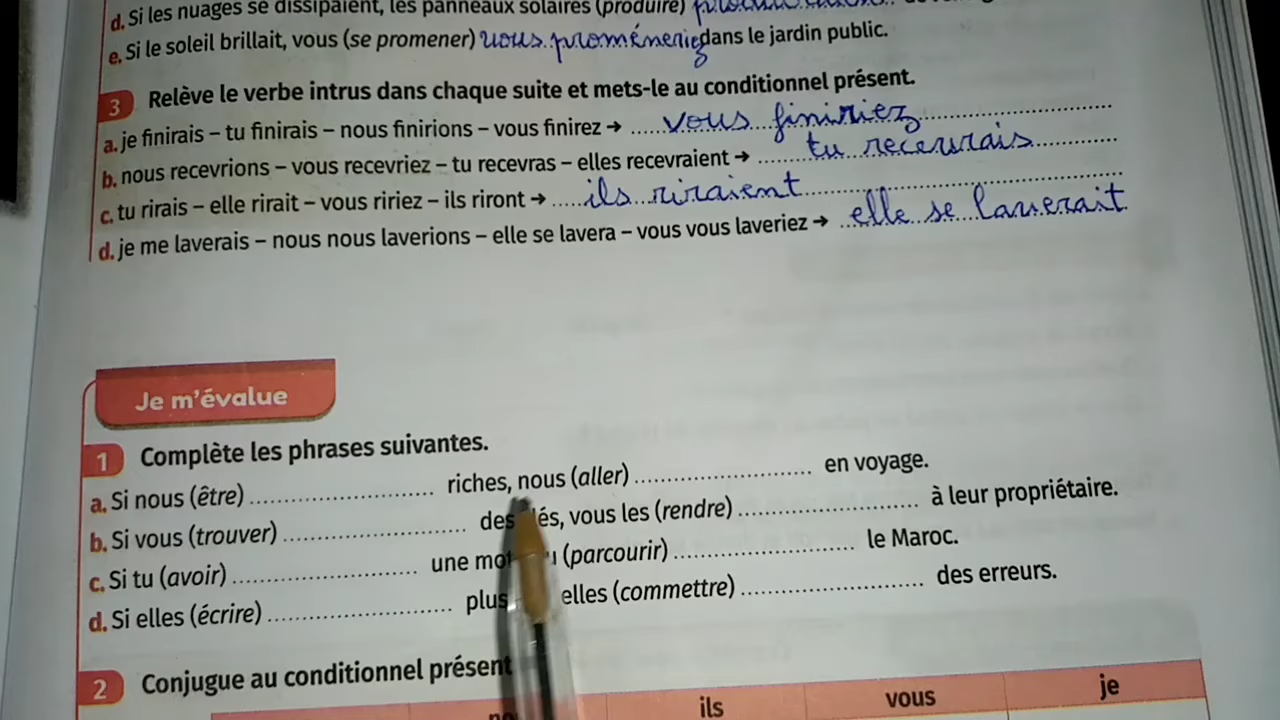 d. Si les nuages se dissipaient, les panneaux solaires (produire)
e. Si le soleil brillait, vous (se promener) vous proméneriez dans le jardin public.
3 Relève le verbe intrus dans chaque suite et mets-le au conditionnel présent.
a. je finirais – tu finirais – nous finirions – vous finirez → ..... vous finiriez ..............................
b. nous recevrions – vous recevriez – tu recevras – elles recevraient → ....... tu recevrais ............
c. tu rirais – elle rirait – vous ririez – ils riront → ..... ils riraient ..............................
d. je me laverais – nous nous laverions – elle se lavera – vous vous laveriez → elle se laverait
Je m'évalue
1 Complète les phrases suivantes.
a. Si nous (être) ............................ riches, nous (aller) ........................... en voyage.
b. Si vous (trouver) ............................ des vous les (rendre) ........................... à leur propriétaire.
c. Si tu (avoir) ............................ une (parcourir) ........................... le Maroc.
d. Si elles (écrire) ............................ plus elles (commettre) ........................... des erreurs.
2 Conjugue au conditionnel présent
ils vous je